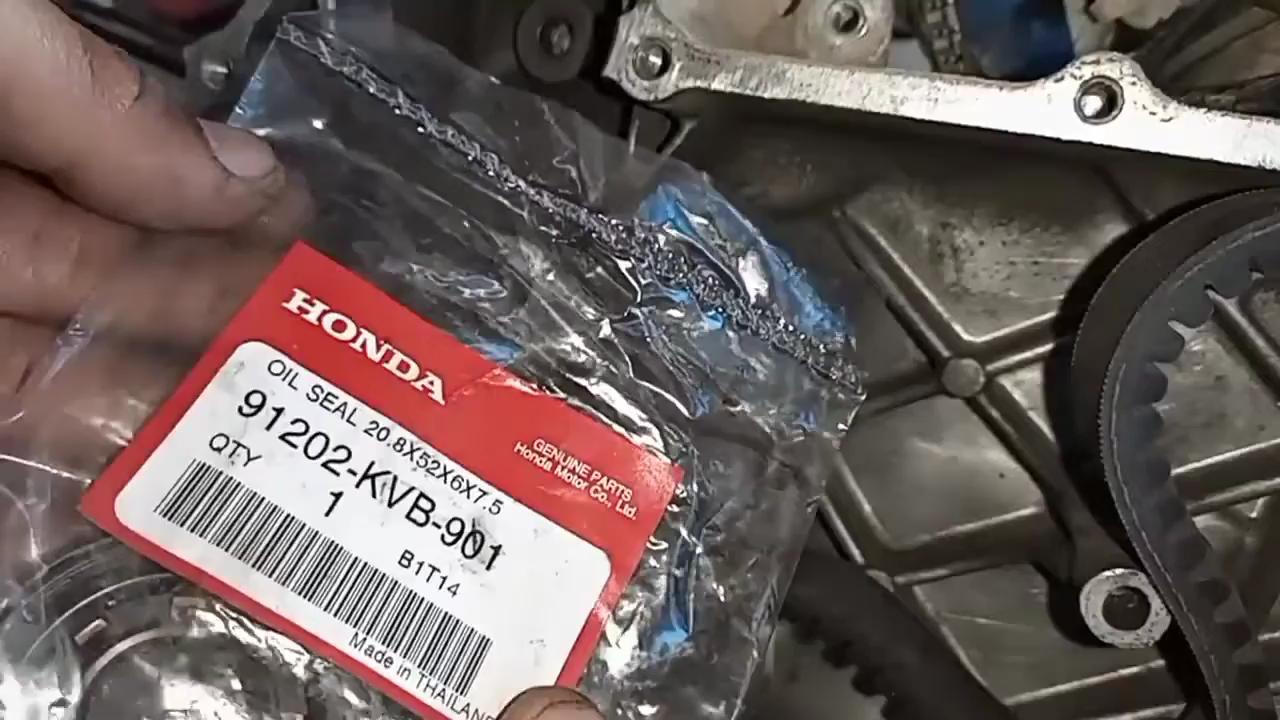 HONDA
GENUINE PARTS
Honda Motor Co., Ltd.
OIL SEAL 20.8X52X6X7.5
91202-KVB-901
QTY 1
B1T14
Made in THAILAN